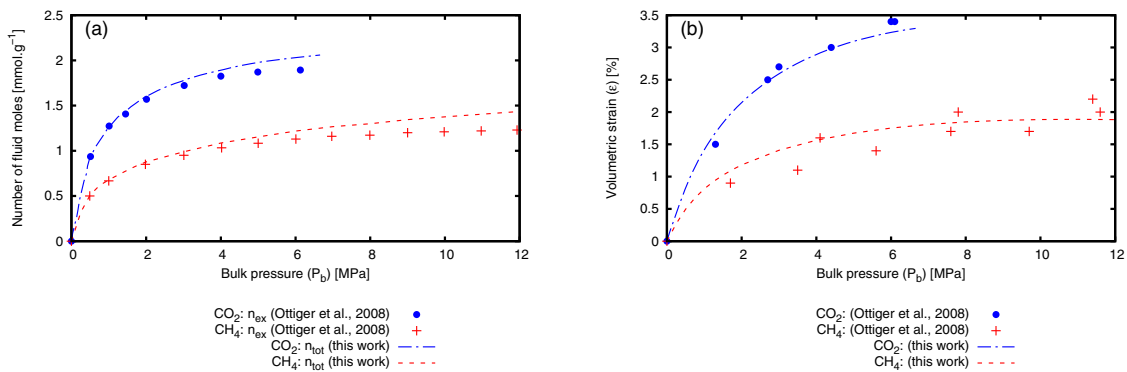 (a)
Number of fluid moles [mmol.g⁻¹]
2.5
2
1.5
1
0.5
0
0 2 4 6 8 10 12
Bulk pressure (P_b) [MPa]
CO₂: n_ex (Ottiger et al., 2008)
CH₄: n_ex (Ottiger et al., 2008)
CO₂: n_tot (this work)
CH₄: n_tot (this work)
(b)
Volumetric strain (ε) [%]
3.5%
3%
2.5%
2%
1.5%
1%
0.5%
0%
0 2 4 6 8 10 12
Bulk pressure (P_b) [MPa]
CO₂: (Ottiger et al., 2008)
CH₄: (Ottiger et al., 2008)
CO₂: (this work)
CH₄: (this work)